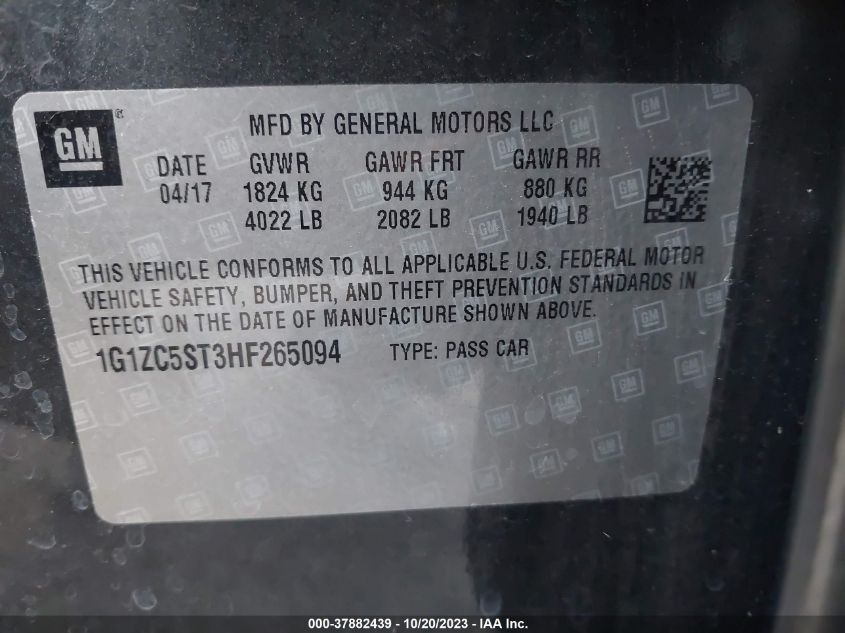 GM®
MFD BY GENERAL MOTORS LLC
DATE GVWR GAWR FRT GAWR RR
04/17 1824 KG 944 KG 880 KG
4022 LB 2082 LB 1940 LB
THIS VEHICLE CONFORMS TO ALL APPLICABLE U.S. FEDERAL MOTOR
VEHICLE SAFETY, BUMPER, AND THEFT PREVENTION STANDARDS IN
EFFECT ON THE DATE OF MANUFACTURE SHOWN ABOVE.
1G1ZC5ST3HF265094 TYPE: PASS CAR
000-37882439 - 10/20/2023 - IAA Inc.